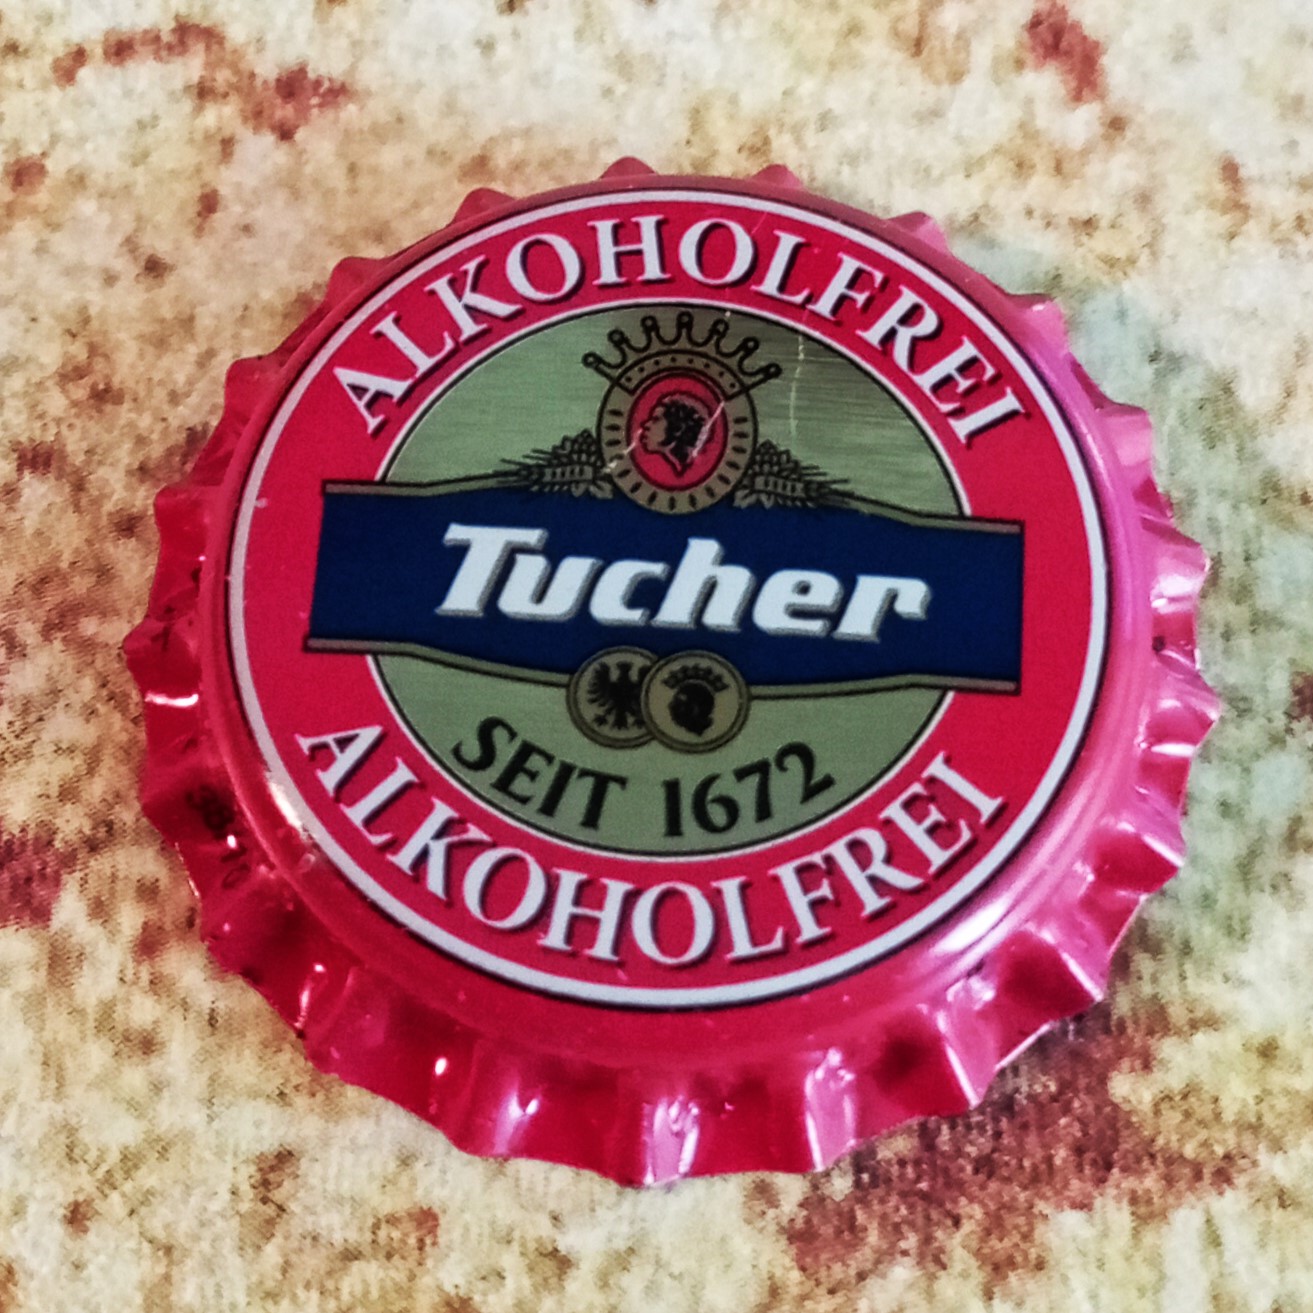 ALKOHOLFREI
Tucher
SEIT 1672
ALKOHOLFREI